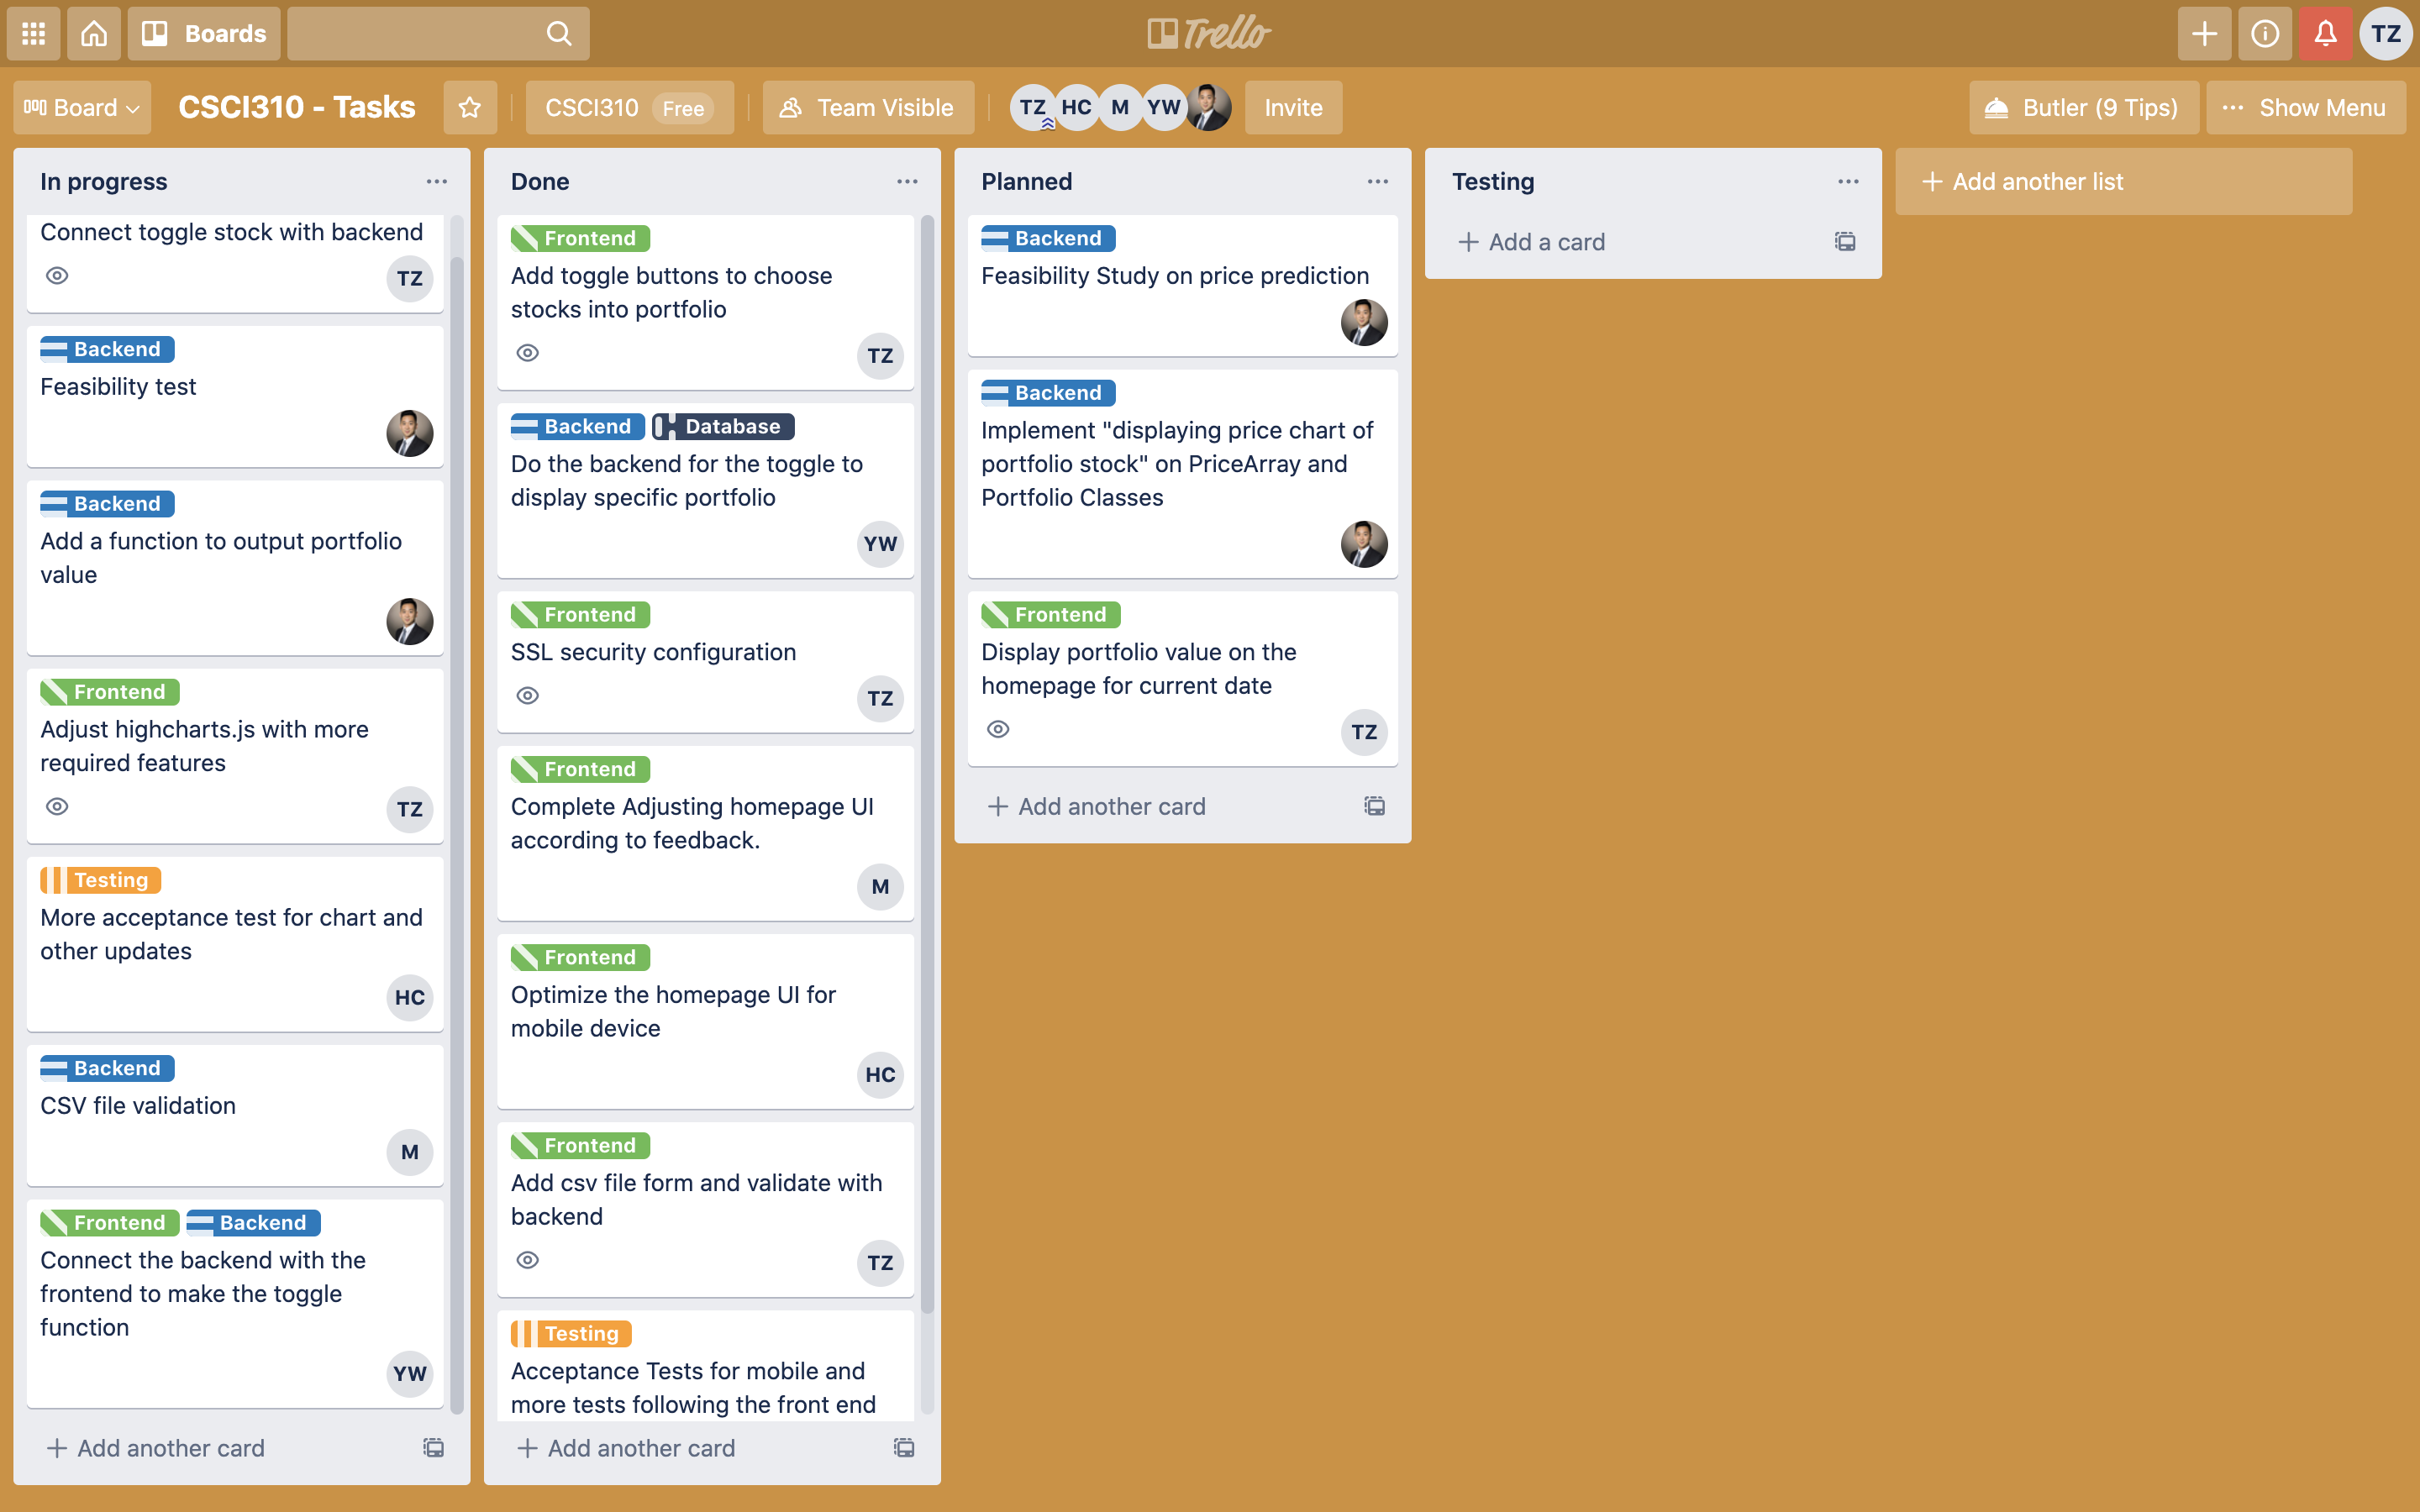 Boards
Trello
TZ
Board
CSCI310 - Tasks
CSCI310 Free
Team Visible
TZ HC M YW
Invite
Butler (9 Tips)
Show Menu
In progress
Connect toggle stock with backend
TZ
Backend
Feasibility test
Backend
Add a function to output portfolio
value
Frontend
Adjust highcharts.js with more
required features
TZ
Testing
More acceptance test for chart and
other updates
HC
Backend
CSV file validation
M
Frontend Backend
Connect the backend with the
frontend to make the toggle
function
YW
Add another card
Done
Frontend
Add toggle buttons to choose
stocks into portfolio
TZ
Backend Database
Do the backend for the toggle to
display specific portfolio
YW
Frontend
SSL security configuration
TZ
Frontend
Complete Adjusting homepage UI
according to feedback.
M
Frontend
Optimize the homepage UI for
mobile device
HC
Frontend
Add csv file form and validate with
backend
TZ
Testing
Acceptance Tests for mobile and
more tests following the front end
Add another card
Planned
Backend
Feasibility Study on price prediction
Backend
Implement "displaying price chart of
portfolio stock" on PriceArray and
Portfolio Classes
Frontend
Display portfolio value on the
homepage for current date
TZ
Add another card
Testing
Add a card
Add another list